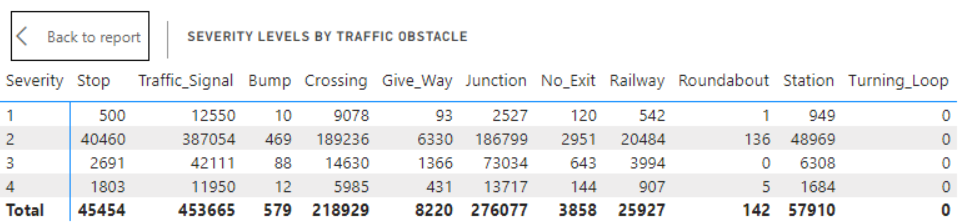 Back to report
SEVERITY LEVELS BY TRAFFIC OBSTACLE
Severity Stop Traffic_Signal Bump Crossing Give_Way Junction No_Exit Railway Roundabout Station Turning_Loop
1 500 12550 10 9078 93 2527 120 542 1 949 0
2 40460 387054 469 189236 6330 186799 2951 20484 136 48969 0
3 2691 42111 88 14630 1366 73034 643 3994 0 6308 0
4 1803 11950 12 5985 431 13717 144 907 5 1684 0
Total 45454 453665 579 218929 8220 276077 3858 25927 142 57910 0